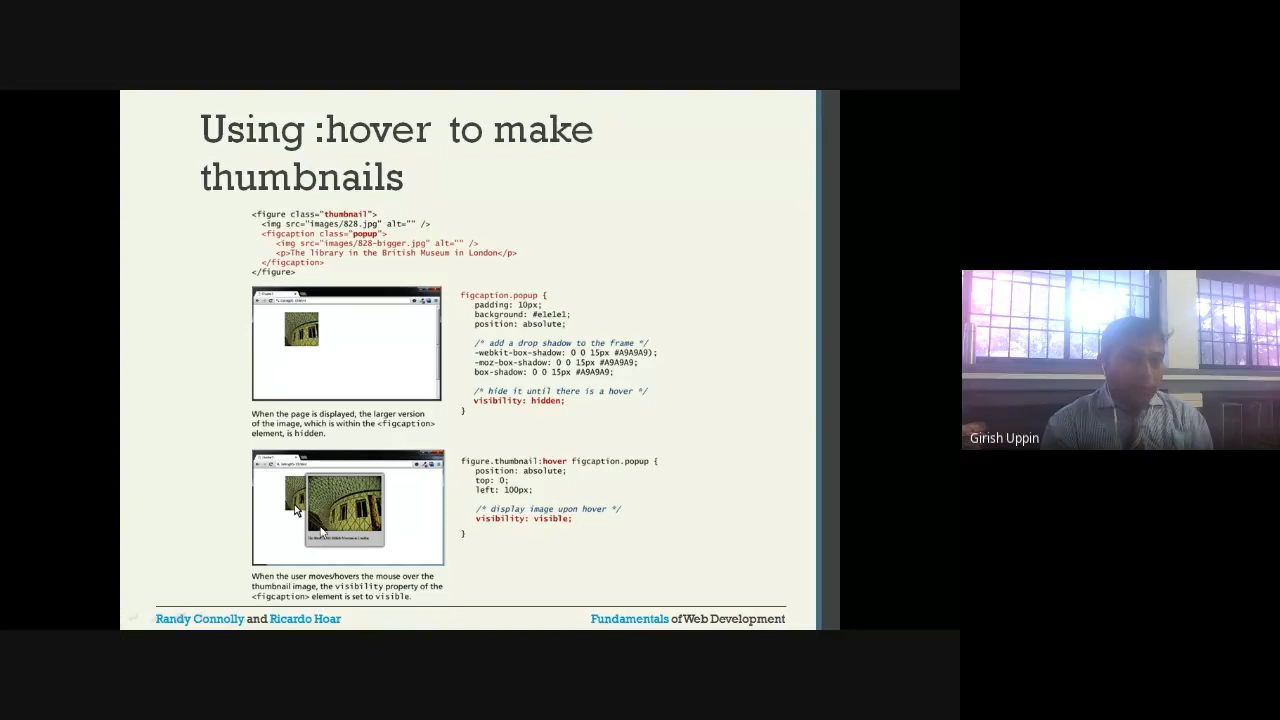 Using :hover to make
thumbnails
<figure class="thumbnail">
<img src="images/828.jpg" alt="" />
<figcaption class="popup">
<img src="images/828-bigger.jpg" alt="" />
<p>The library in the British Museum in London</p>
</figcaption>
</figure>
figcaption.popup {
padding: 10px;
background: #e1e1e1;
position: absolute;
/* add a drop shadow to the frame */
-webkit-box-shadow: 0 0 15px #A9A9A9);
-moz-box-shadow: 0 0 15px #A9A9A9;
box-shadow: 0 0 15px #A9A9A9;
/* hide it until there is a hover */
visibility: hidden;
}
When the page is displayed, the larger version
of the image, which is within the <figcaption>
element, is hidden.
figure.thumbnail:hover figcaption.popup {
position: absolute;
top: 0;
left: 100px;
/* display image upon hover */
visibility: visible;
}
When the user moves/hovers the mouse over the
thumbnail image, the visibility property of the
<figcaption> element is set to visible.
Randy Connolly and Ricardo Hoar
Fundamentals of Web Development
Girish Uppin